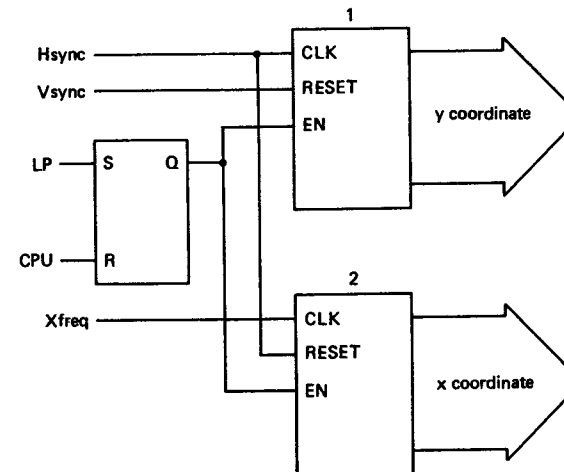 1
Hsync
CLK
Vsync
RESET
y coordinate
EN
LP
S
Q
CPU
R
2
Xfreq
CLK
RESET
x coordinate
EN